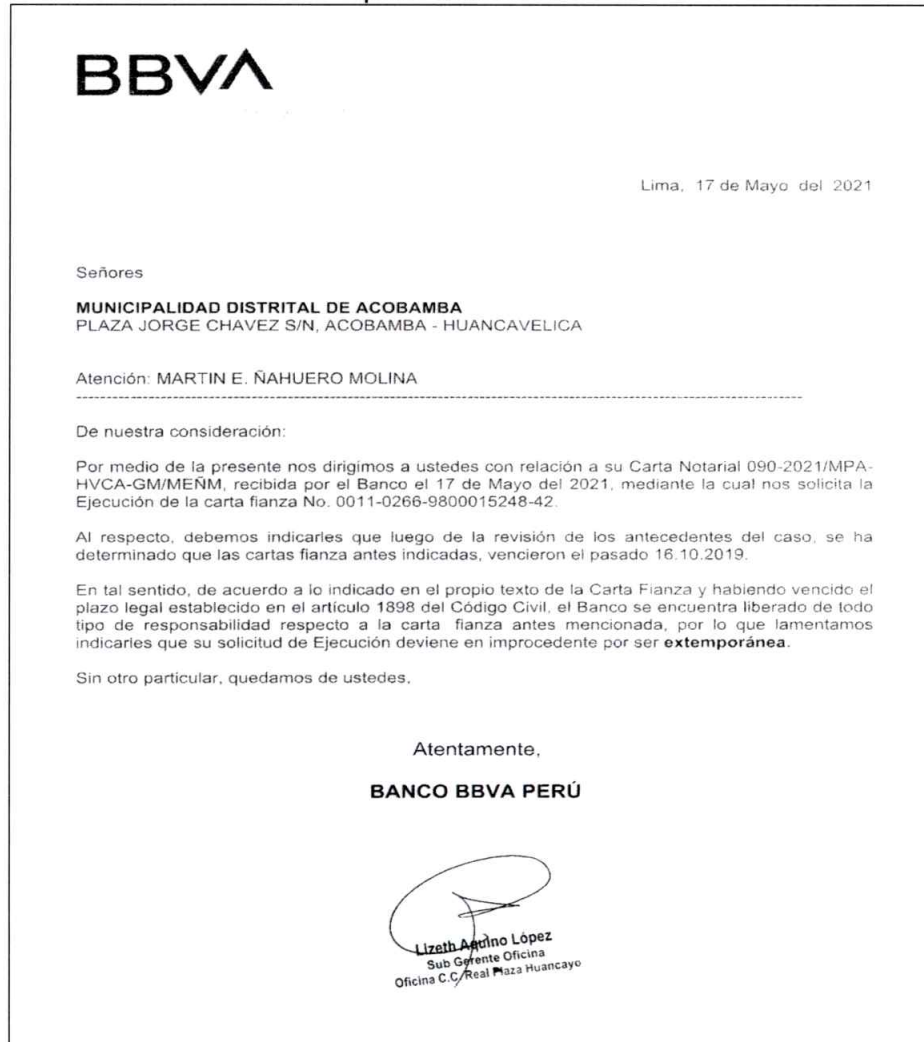 BBVA
Lima, 17 de Mayo del 2021
Señores
MUNICIPALIDAD DISTRITAL DE ACOBAMBA
PLAZA JORGE CHAVEZ S/N, ACOBAMBA - HUANCAVELICA
Atención: MARTIN E. ÑAHUERO MOLINA
De nuestra consideración:
Por medio de la presente nos dirigimos a ustedes con relación a su Carta Notarial 090-2021/MPA-
HVCA-GM/MEÑM, recibida por el Banco el 17 de Mayo del 2021, mediante la cual nos solicita la
Ejecución de la carta fianza No. 0011-0266-9800015248-42.
Al respecto, debemos indicarles que luego de la revisión de los antecedentes del caso, se ha
determinado que las cartas fianza antes indicadas, vencieron el pasado 16.10.2019.
En tal sentido, de acuerdo a lo indicado en el propio texto de la Carta Fianza y habiendo vencido el
plazo legal establecido en el artículo 1898 del Código Civil, el Banco se encuentra liberado de todo
tipo de responsabilidad respecto a la carta fianza antes mencionada, por lo que lamentamos
indicarles que su solicitud de Ejecución deviene en improcedente por ser extemporánea.
Sin otro particular, quedamos de ustedes,
Atentamente,
BANCO BBVA PERÚ
Lizeth Aquino López
Sub Gerente Oficina
Oficina C.C. Real Plaza Huancayo